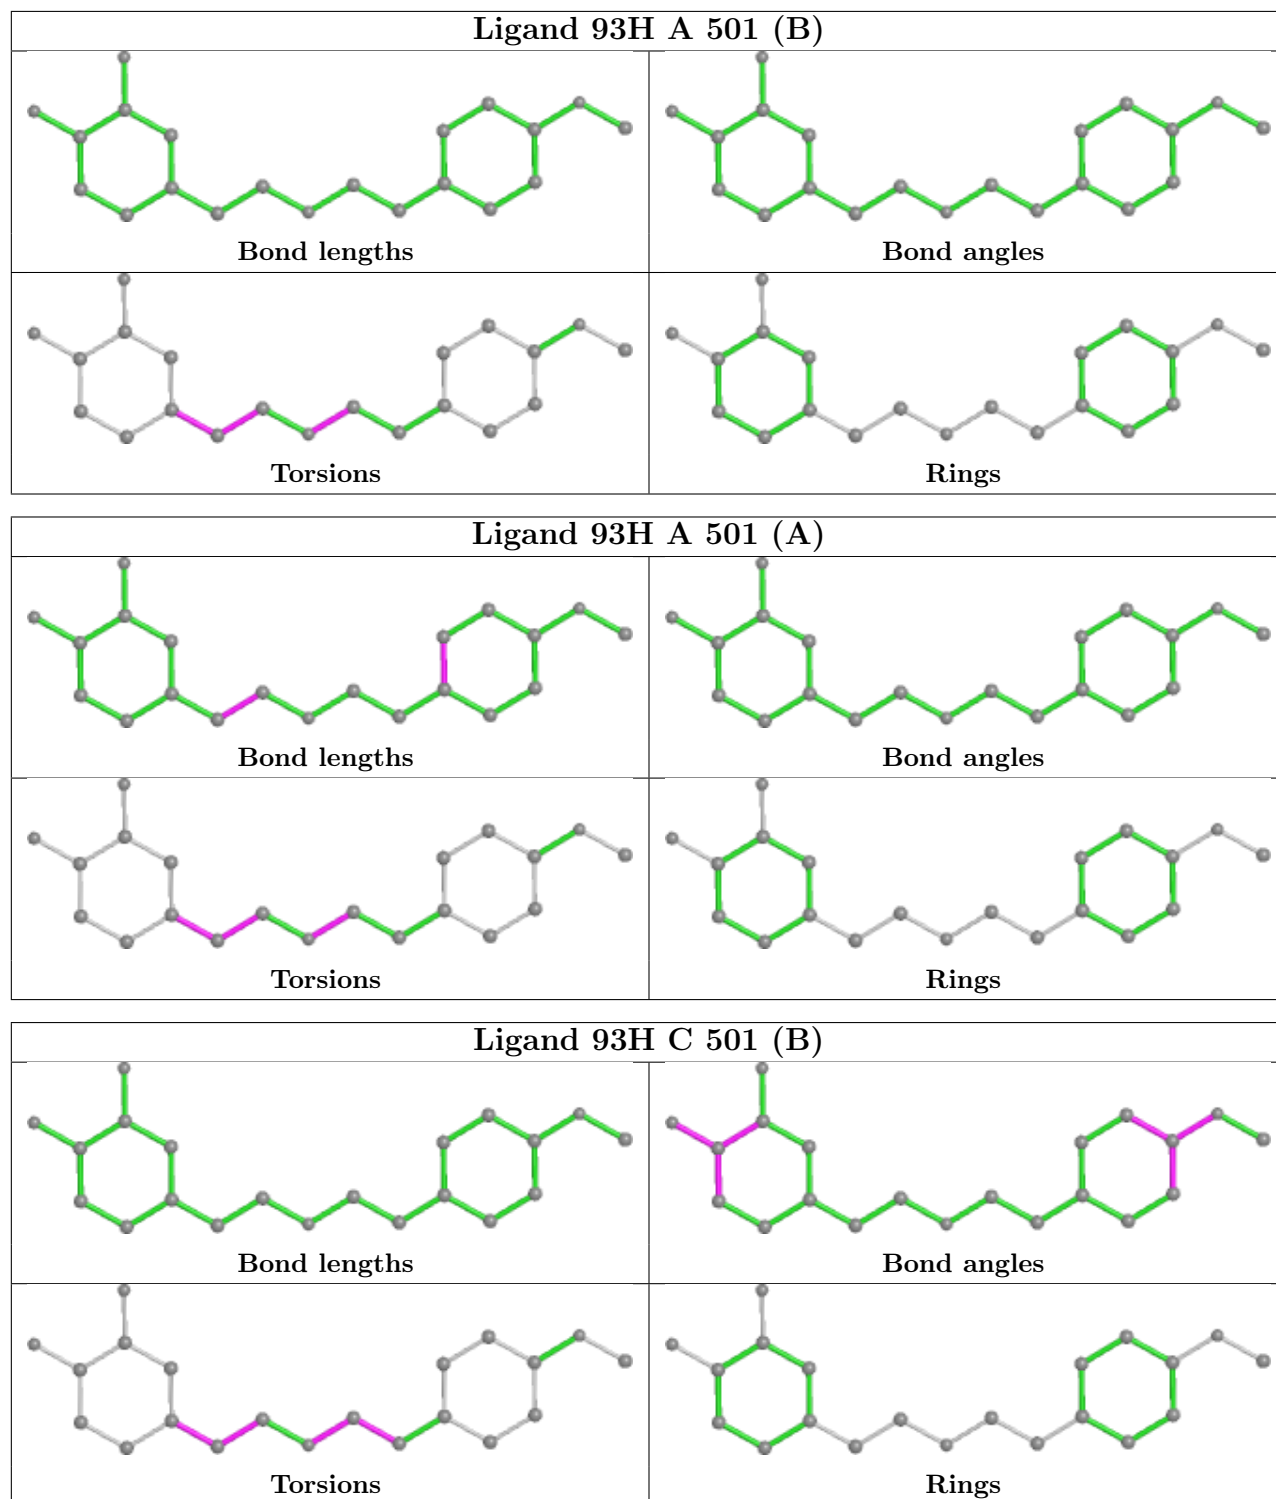 Ligand 93H A 501 (B)
Bond lengths
Bond angles
Torsions
Rings
Ligand 93H A 501 (A)
Bond lengths
Bond angles
Torsions
Rings
Ligand 93H C 501 (B)
Bond lengths
Bond angles
Torsions
Rings